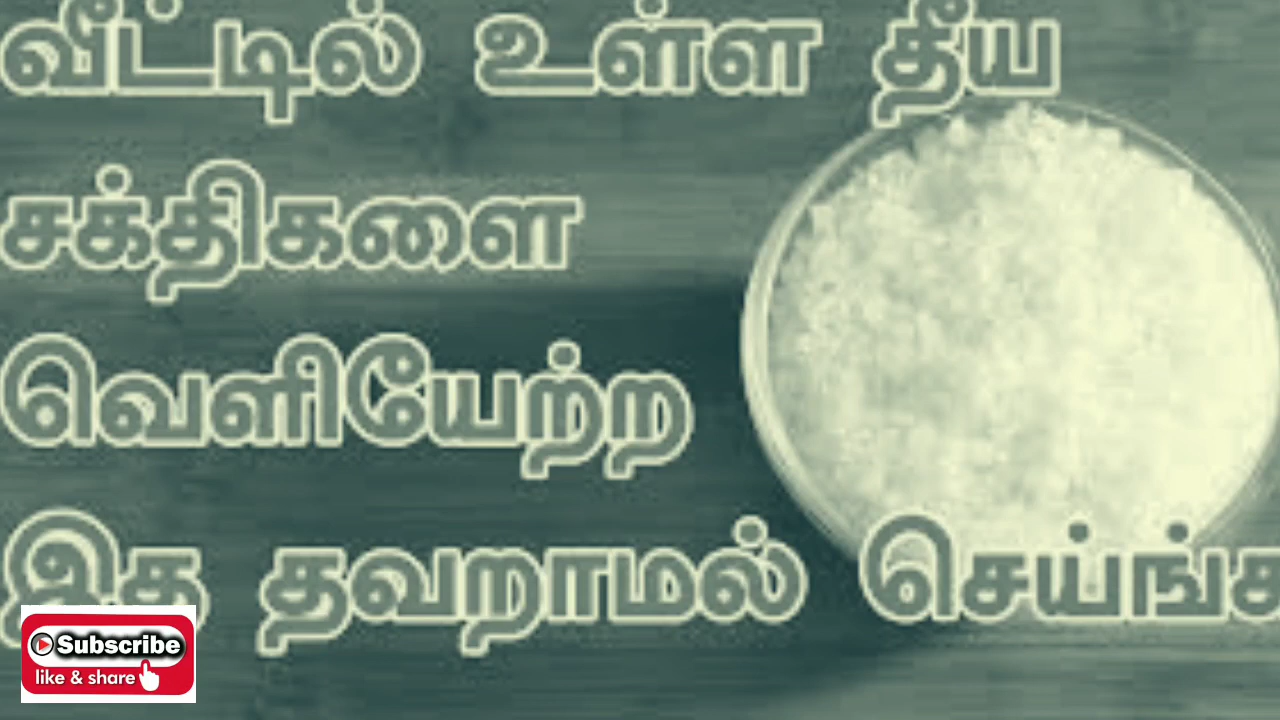 வீட்டில் உள்ள தீய
சக்திகளை
வெளியேற்ற
இத தவறாமல் செய்ங்க
Subscribe
like & share